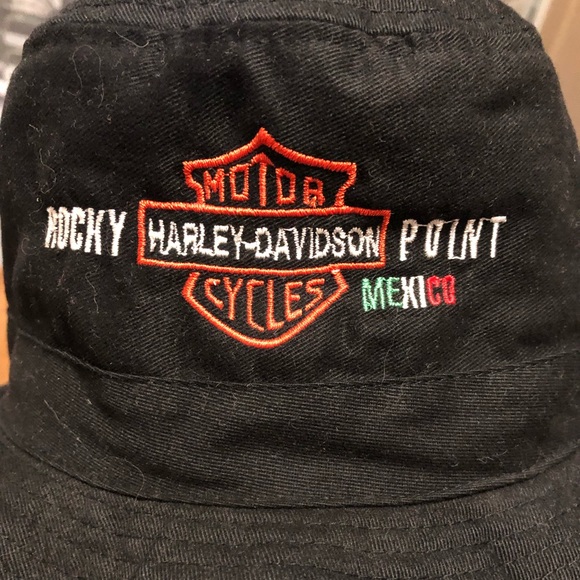 MOTOR
ROCKY HARLEY-DAVIDSON POINT
CYCLES MEXICO